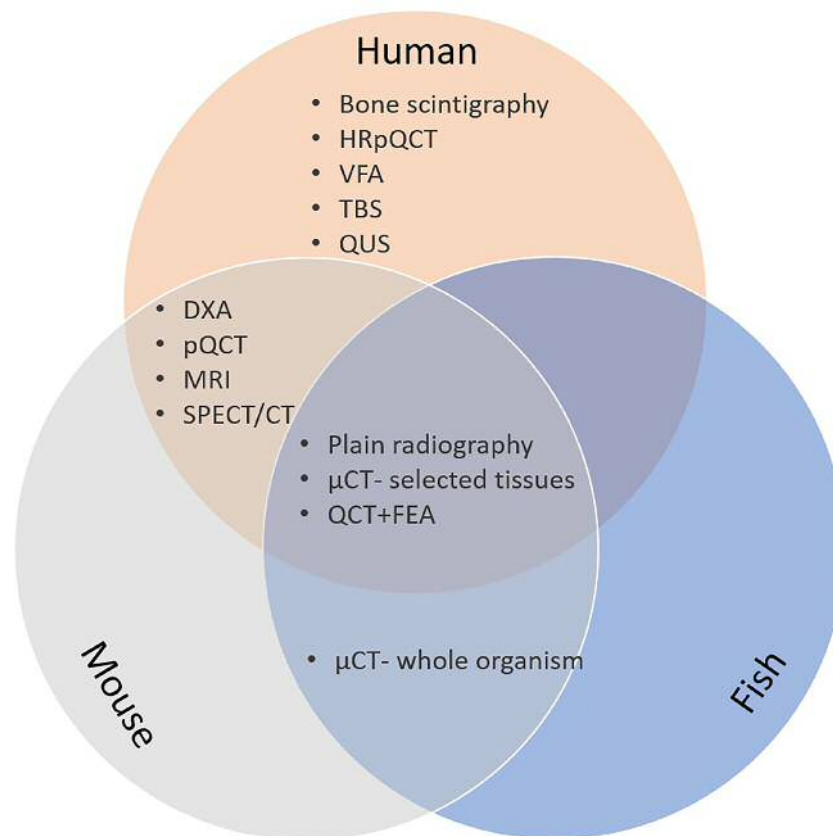 Human
• Bone scintigraphy
• HRpQCT
• VFA
• TBS
• QUS
• DXA
• pQCT
• MRI
• SPECT/CT
• Plain radiography
• µCT- selected tissues
• QCT+FEA
• µCT- whole organism
Mouse
Fish